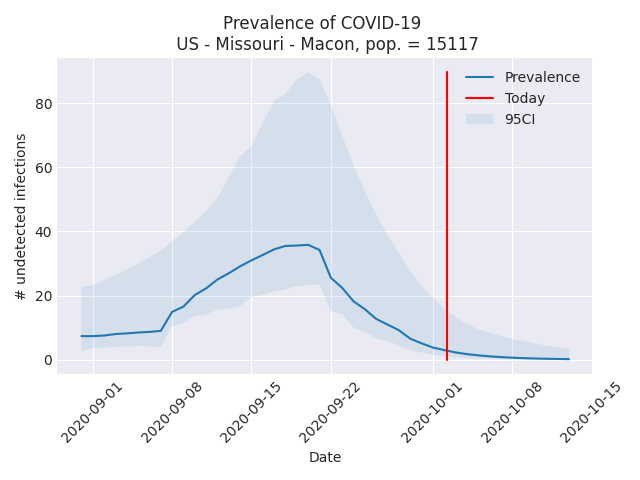 Prevalence of COVID-19
US - Missouri - Macon, pop. = 15117
Prevalence
Today
95CI
# undetected infections
80
60
40
20
0
2020-09-01
2020-09-08
2020-09-15
2020-09-22
2020-10-01
2020-10-08
2020-10-15
Date